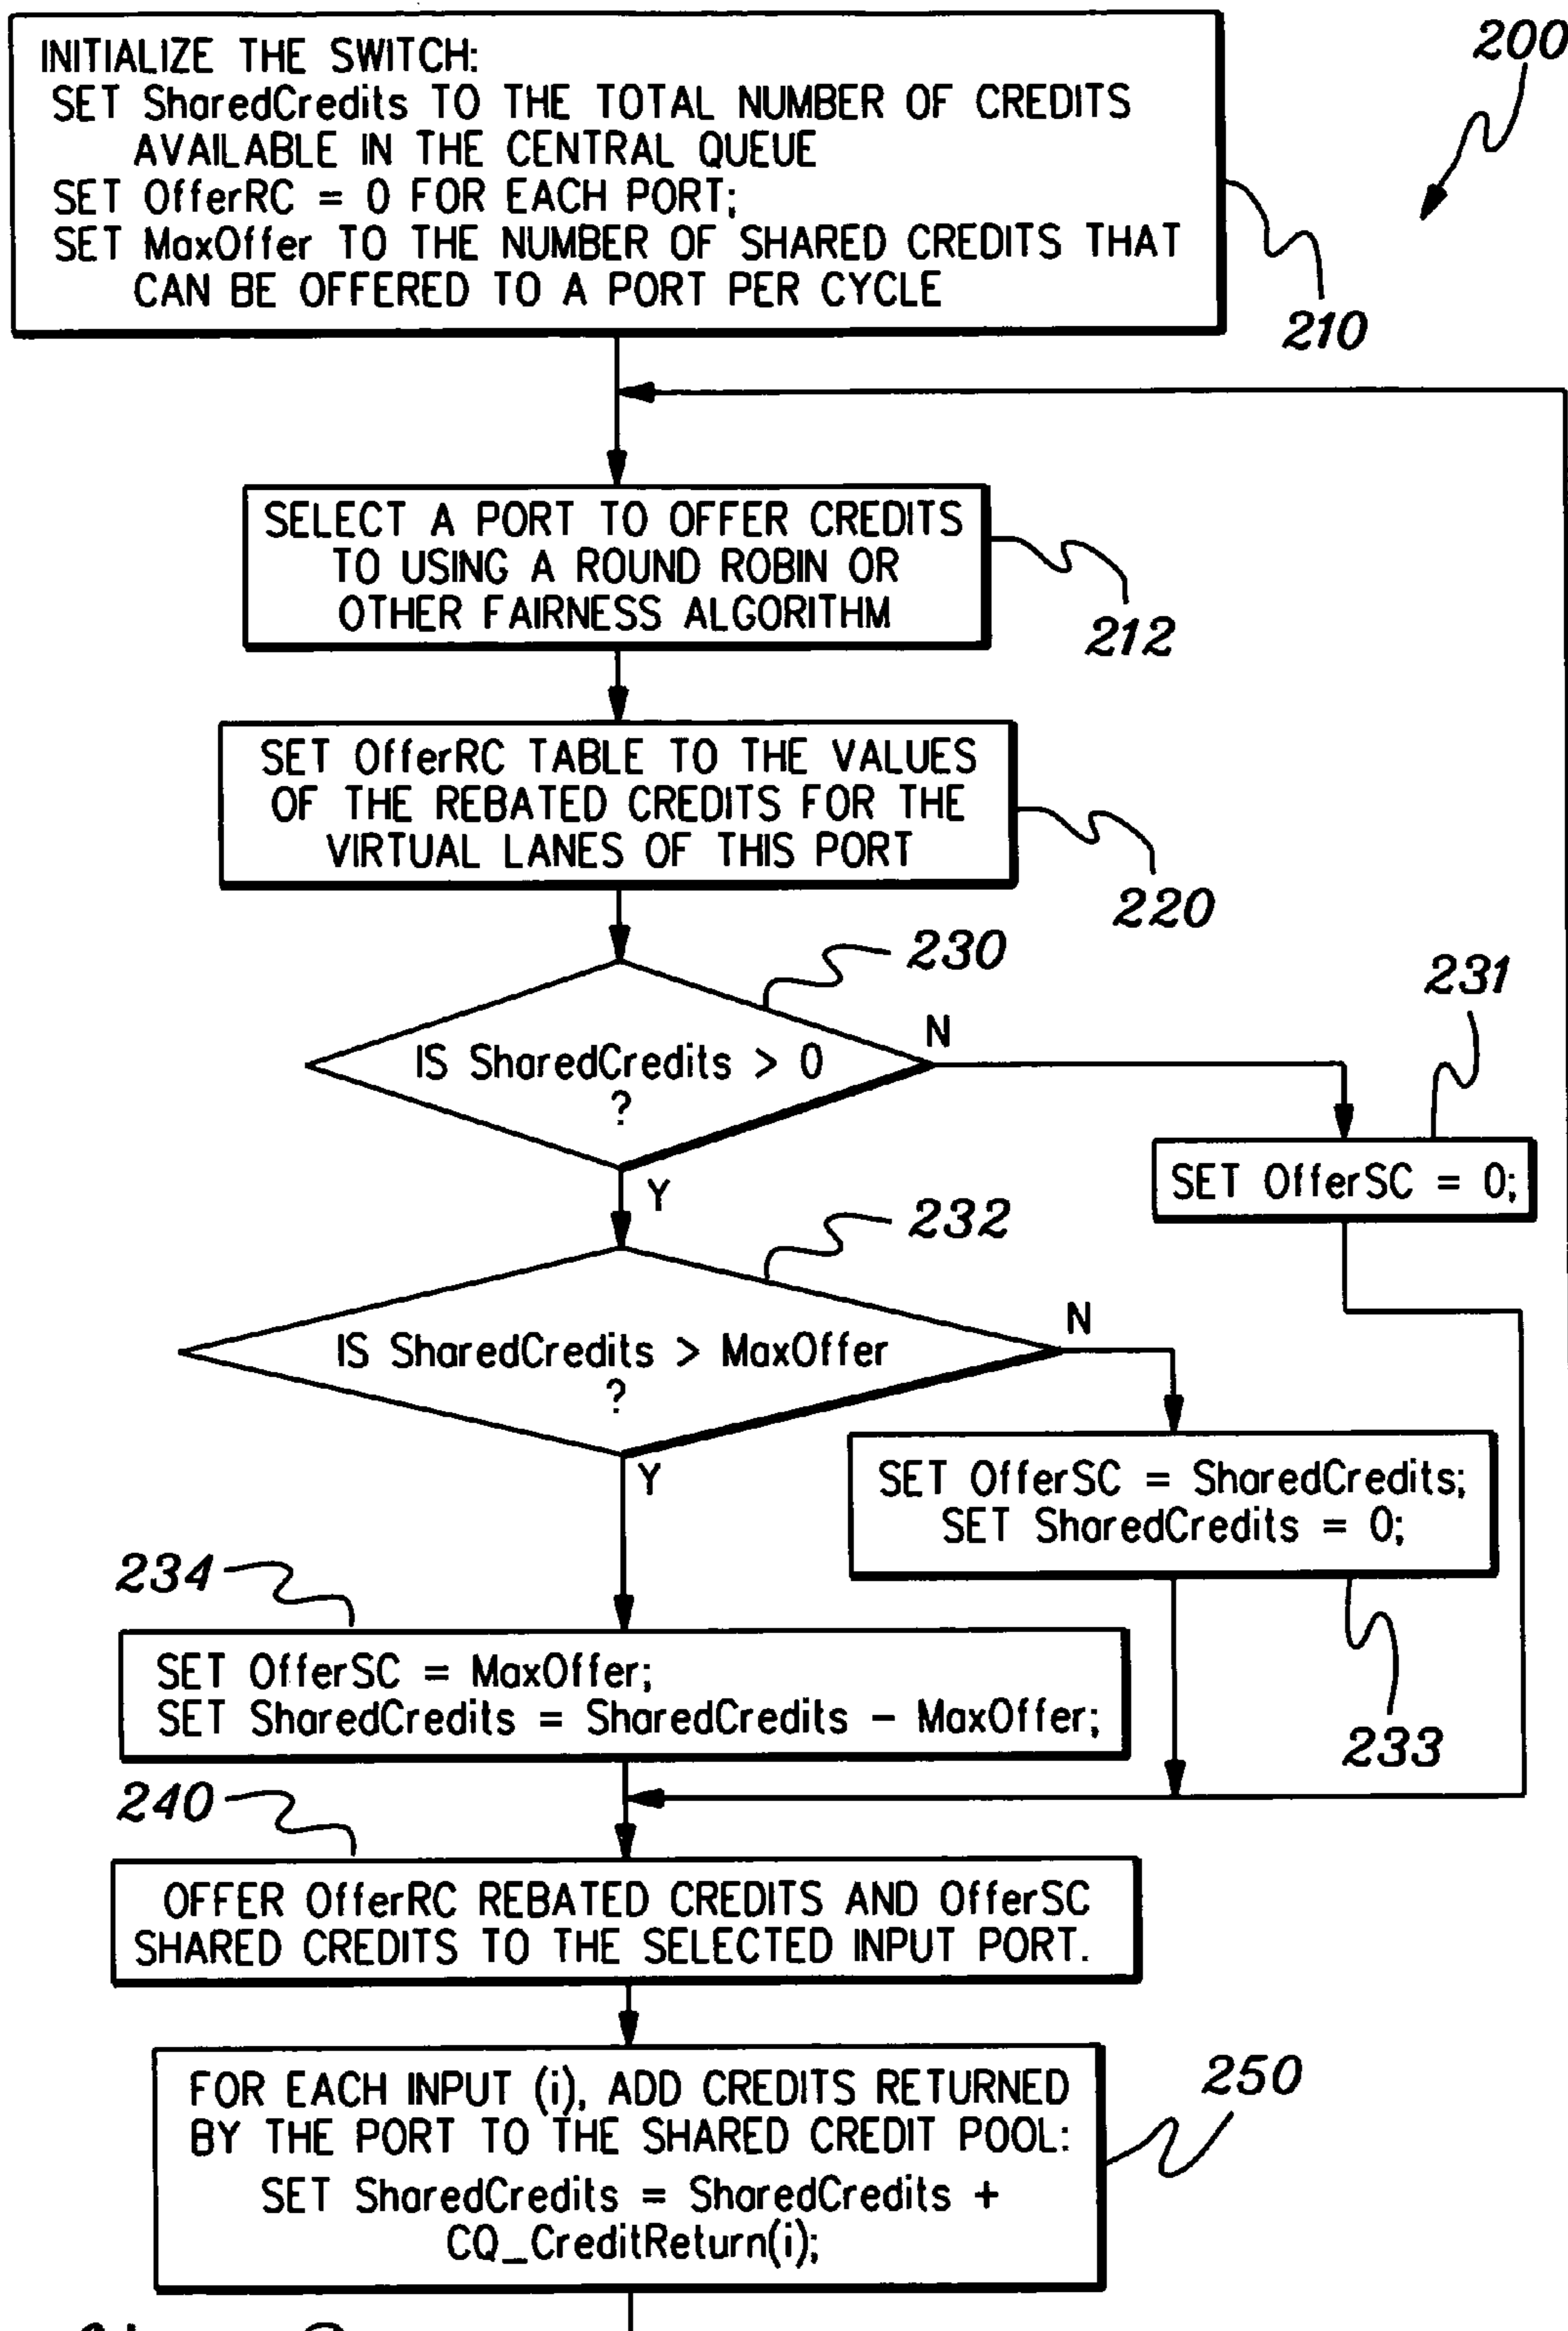 INITIALIZE THE SWITCH:
SET SharedCredits TO THE TOTAL NUMBER OF CREDITS
AVAILABLE IN THE CENTRAL QUEUE
SET OfferRC = 0 FOR EACH PORT;
SET MaxOffer TO THE NUMBER OF SHARED CREDITS THAT
CAN BE OFFERED TO A PORT PER CYCLE
200
210
SELECT A PORT TO OFFER CREDITS
TO USING A ROUND ROBIN OR
OTHER FAIRNESS ALGORITHM
212
SET OfferRC TABLE TO THE VALUES
OF THE REBATED CREDITS FOR THE
VIRTUAL LANES OF THIS PORT
220
230
IS SharedCredits > 0
?
N
Y
231
SET OfferSC = 0;
232
IS SharedCredits > MaxOffer
?
N
Y
SET OfferSC = SharedCredits;
SET SharedCredits = 0;
233
234
SET OfferSC = MaxOffer;
SET SharedCredits = SharedCredits - MaxOffer;
240
OFFER OfferRC REBATED CREDITS AND OfferSC
SHARED CREDITS TO THE SELECTED INPUT PORT.
FOR EACH INPUT (i), ADD CREDITS RETURNED
BY THE PORT TO THE SHARED CREDIT POOL:
SET SharedCredits = SharedCredits +
CQ_CreditReturn(i);
250